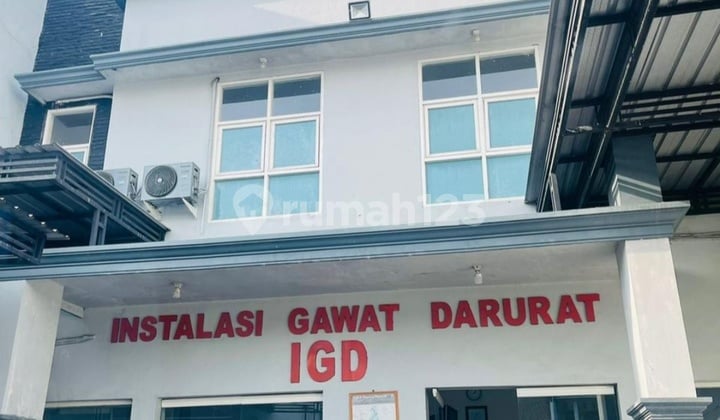 rumah123
INSTALASI GAWAT DARURAT
IGD